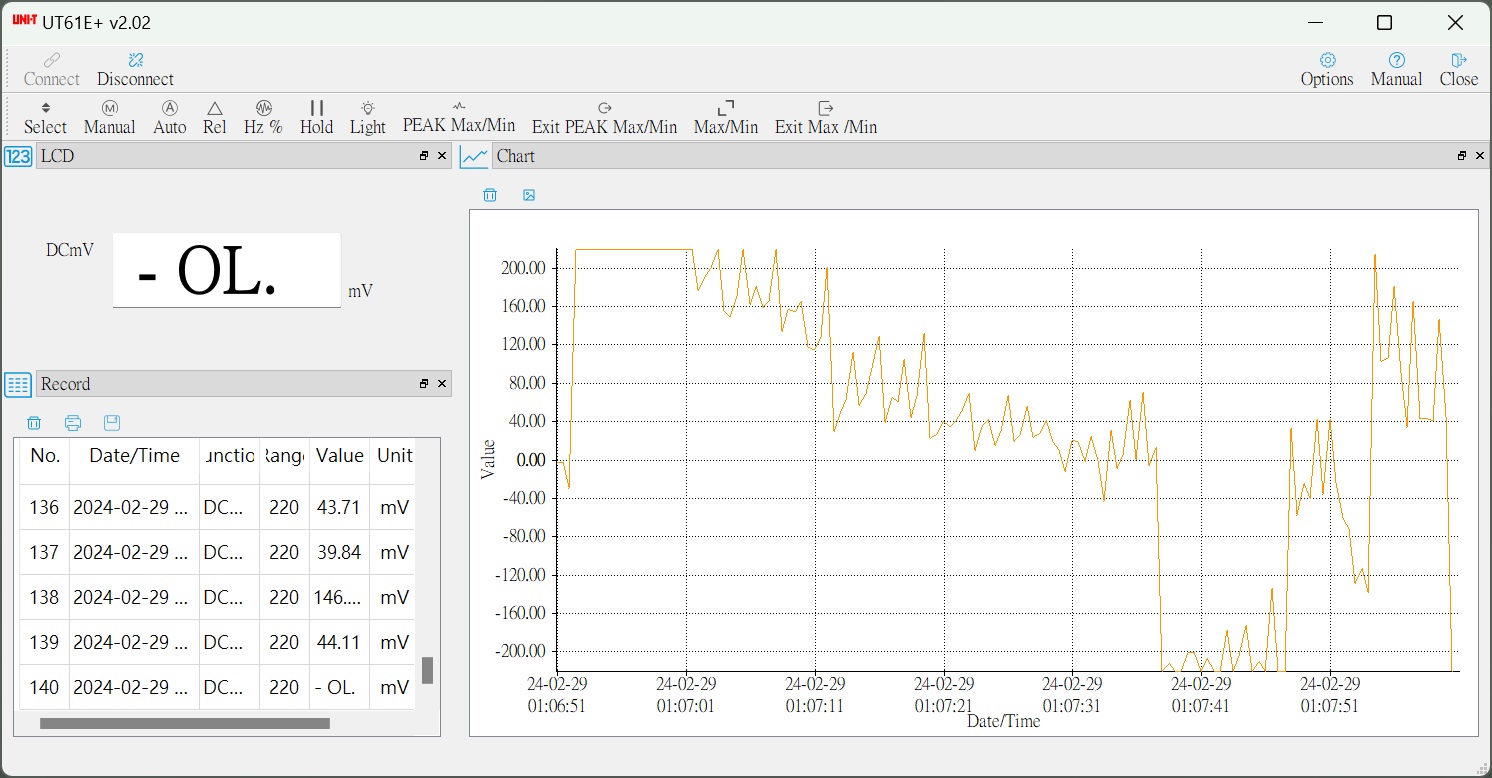 UNI-T UT61E+ v2.02
Connect Disconnect Options Manual Close
Select Manual Auto Rel Hz % Hold Light PEAK Max/Min Exit PEAK Max/Min Max/Min Exit Max /Min
123 LCD
DCmV - OL. mV
Record
No. Date/Time unctio Range Value Unit
136 2024-02-29 ... DC... 220 43.71 mV
137 2024-02-29 ... DC... 220 39.84 mV
138 2024-02-29 ... DC... 220 146.... mV
139 2024-02-29 ... DC... 220 44.11 mV
140 2024-02-29 ... DC... 220 - OL. mV
Chart
200.00
160.00
120.00
80.00
40.00
0.00
-40.00
-80.00
-120.00
-160.00
-200.00
Value
24-02-29 24-02-29 24-02-29 24-02-29 24-02-29 24-02-29 24-02-29
01:06:51 01:07:01 01:07:11 01:07:21 01:07:31 01:07:41 01:07:51
Date/Time